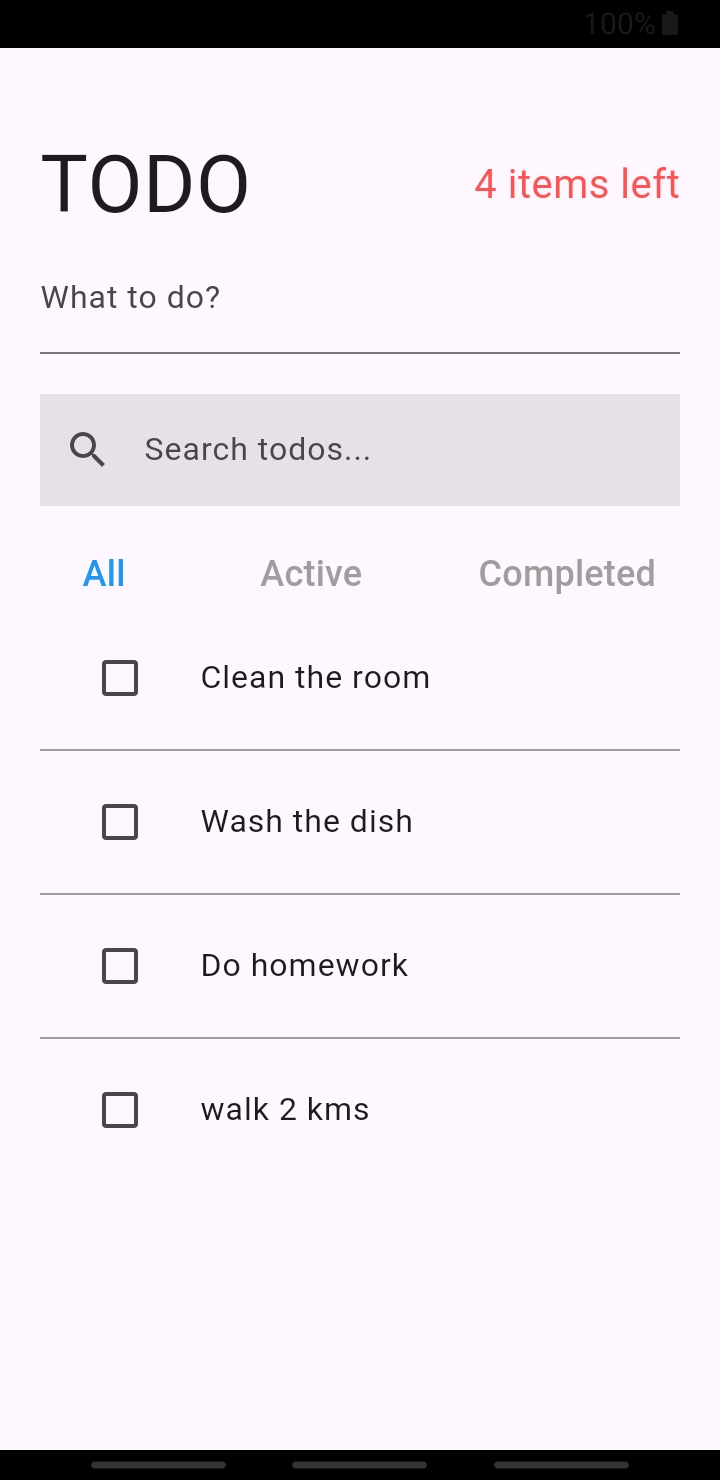 100%
TODO
4 items left
What to do?
Search todos...
All Active Completed
Clean the room
Wash the dish
Do homework
walk 2 kms